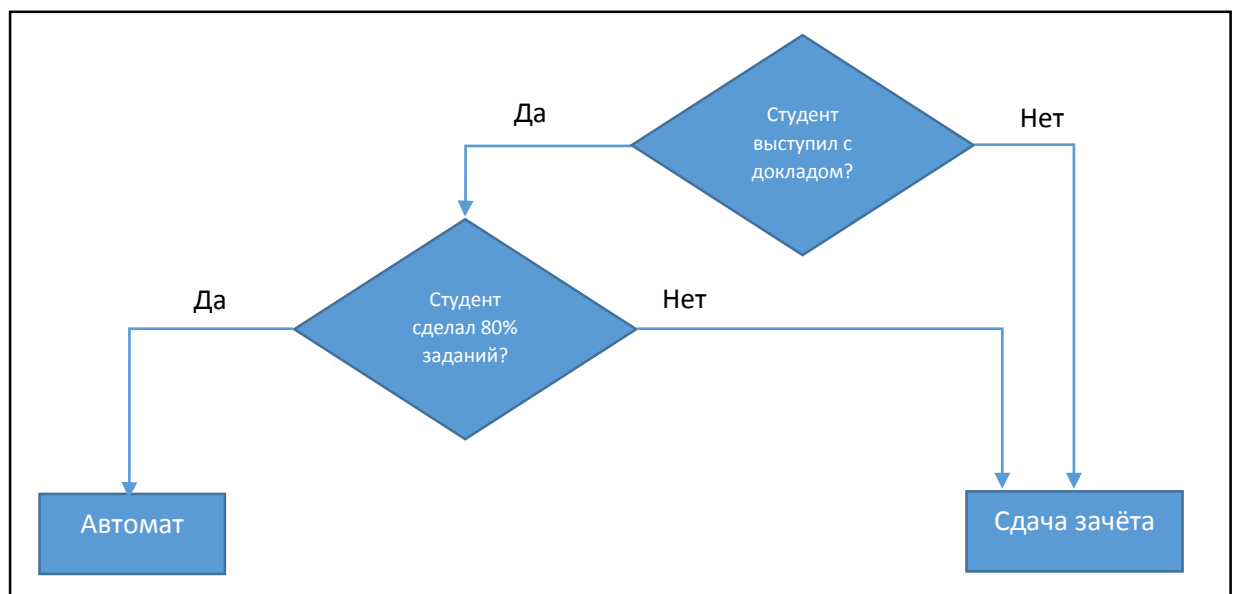 Да
Студент
выступил с
докладом?
Нет
Да
Студент
сделал 80%
заданий?
Нет
Автомат
Сдача зачёта